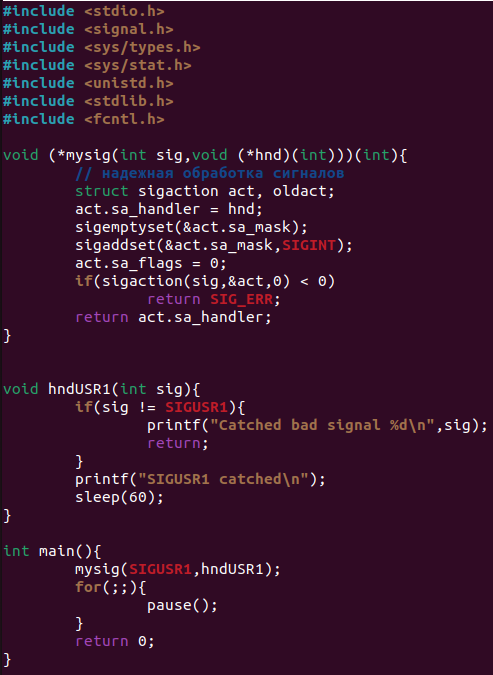 #include <stdio.h>
#include <signal.h>
#include <sys/types.h>
#include <sys/stat.h>
#include <unistd.h>
#include <stdlib.h>
#include <fcntl.h>
void (*mysig(int sig,void (*hnd)(int)))(int){
// надежная обработка сигналов
struct sigaction act, oldact;
act.sa_handler = hnd;
sigemptyset(&act.sa_mask);
sigaddset(&act.sa_mask,SIGINT);
act.sa_flags = 0;
if(sigaction(sig,&act,0) < 0)
return SIG_ERR;
return act.sa_handler;
}
void hndUSR1(int sig){
if(sig != SIGUSR1){
printf("Catched bad signal %d\n",sig);
return;
}
printf("SIGUSR1 catched\n");
sleep(60);
}
int main(){
mysig(SIGUSR1,hndUSR1);
for(;;){
pause();
}
return 0;
}